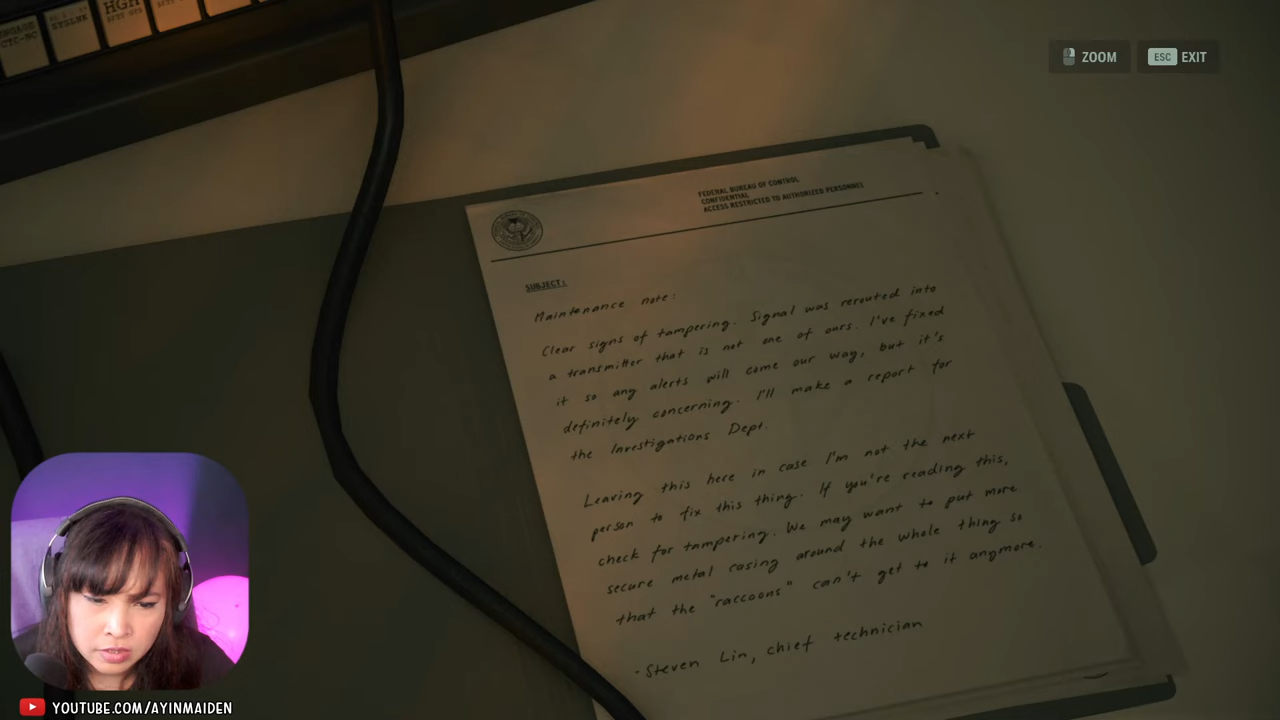 HGH
SYSLNK
CTC-MC
ZOOM
ESC EXIT
FEDERAL BUREAU OF CONTROL
CONFIDENTIAL
ACCESS RESTRICTED TO AUTHORIZED PERSONNEL
SUBJECT:
Maintenance note:
Clear signs of tampering. Signal was rerouted into
a transmitter that is not one of ours. I've fixed
it so any alerts will come our way, but it's
definitely concerning. I'll make a report for
the Investigations Dept.
Leaving this here in case I'm not the next
person to fix this thing. If you're reading this,
check for tampering. We may want to put more
secure metal casing around the whole thing so
that the "raccoons" can't get to it anymore.
- Steven Lin, chief technician
YOUTUBE.COM/AYINMAIDEN